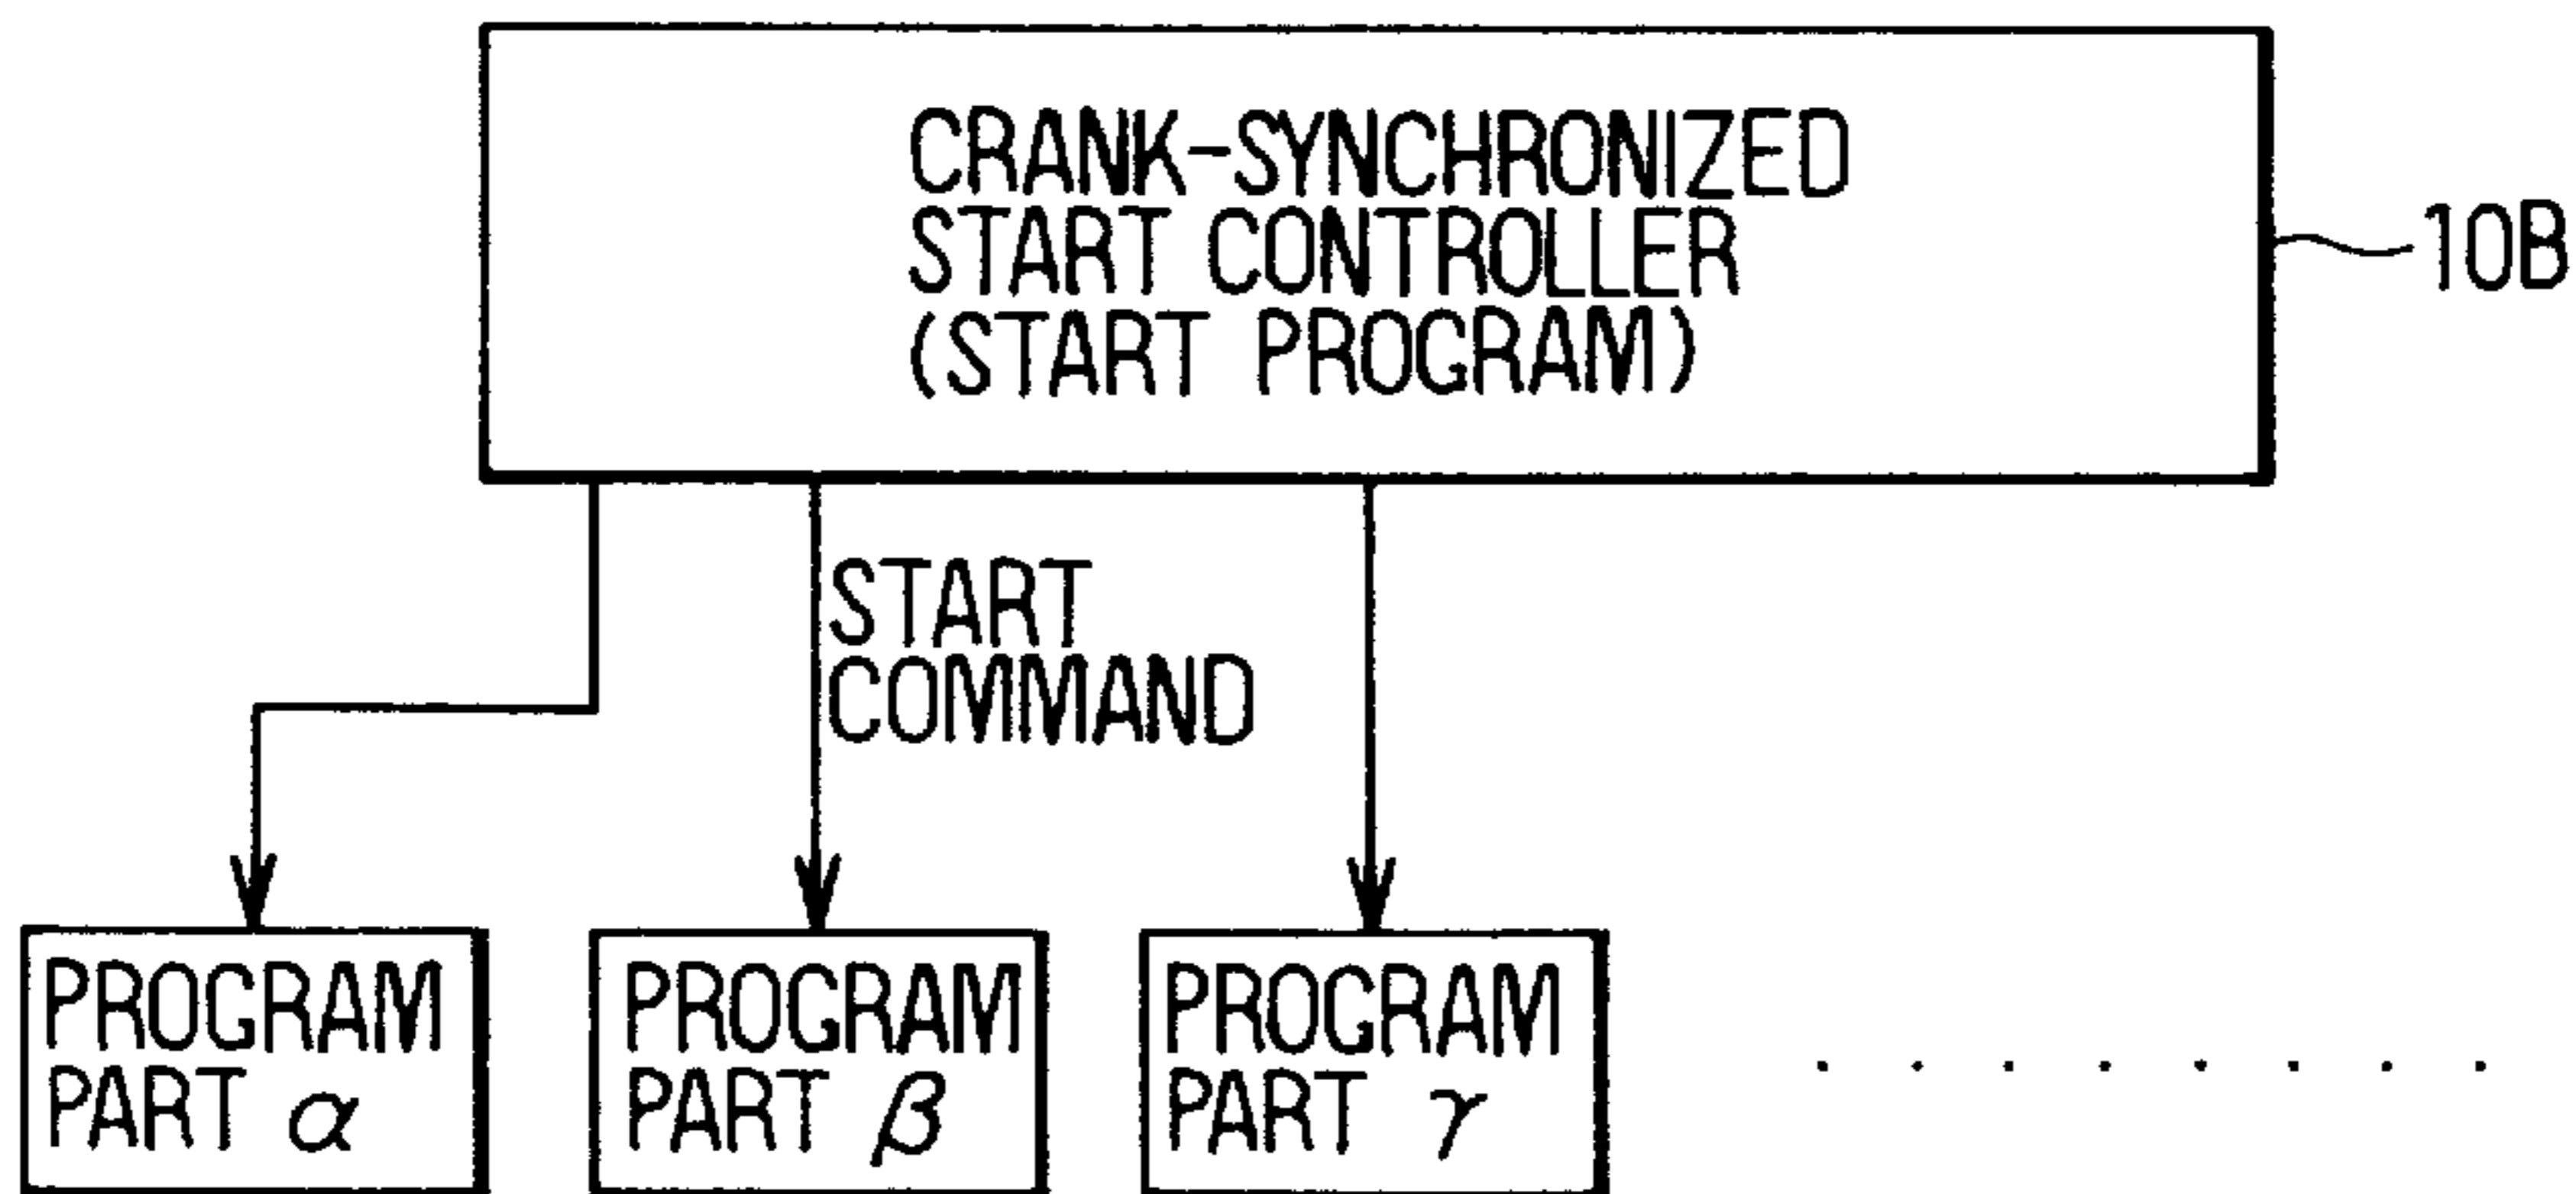 CRANK-SYNCHRONIZED
START CONTROLLER
(START PROGRAM)
10B
START
COMMAND
PROGRAM
PART α
PROGRAM
PART β
PROGRAM
PART γ
. . . . . . . .